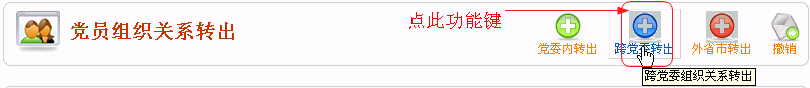 党员组织关系转出
点此功能键
党委内转出
跨党委转出
外省市转出
撤销
跨党委组织关系转出